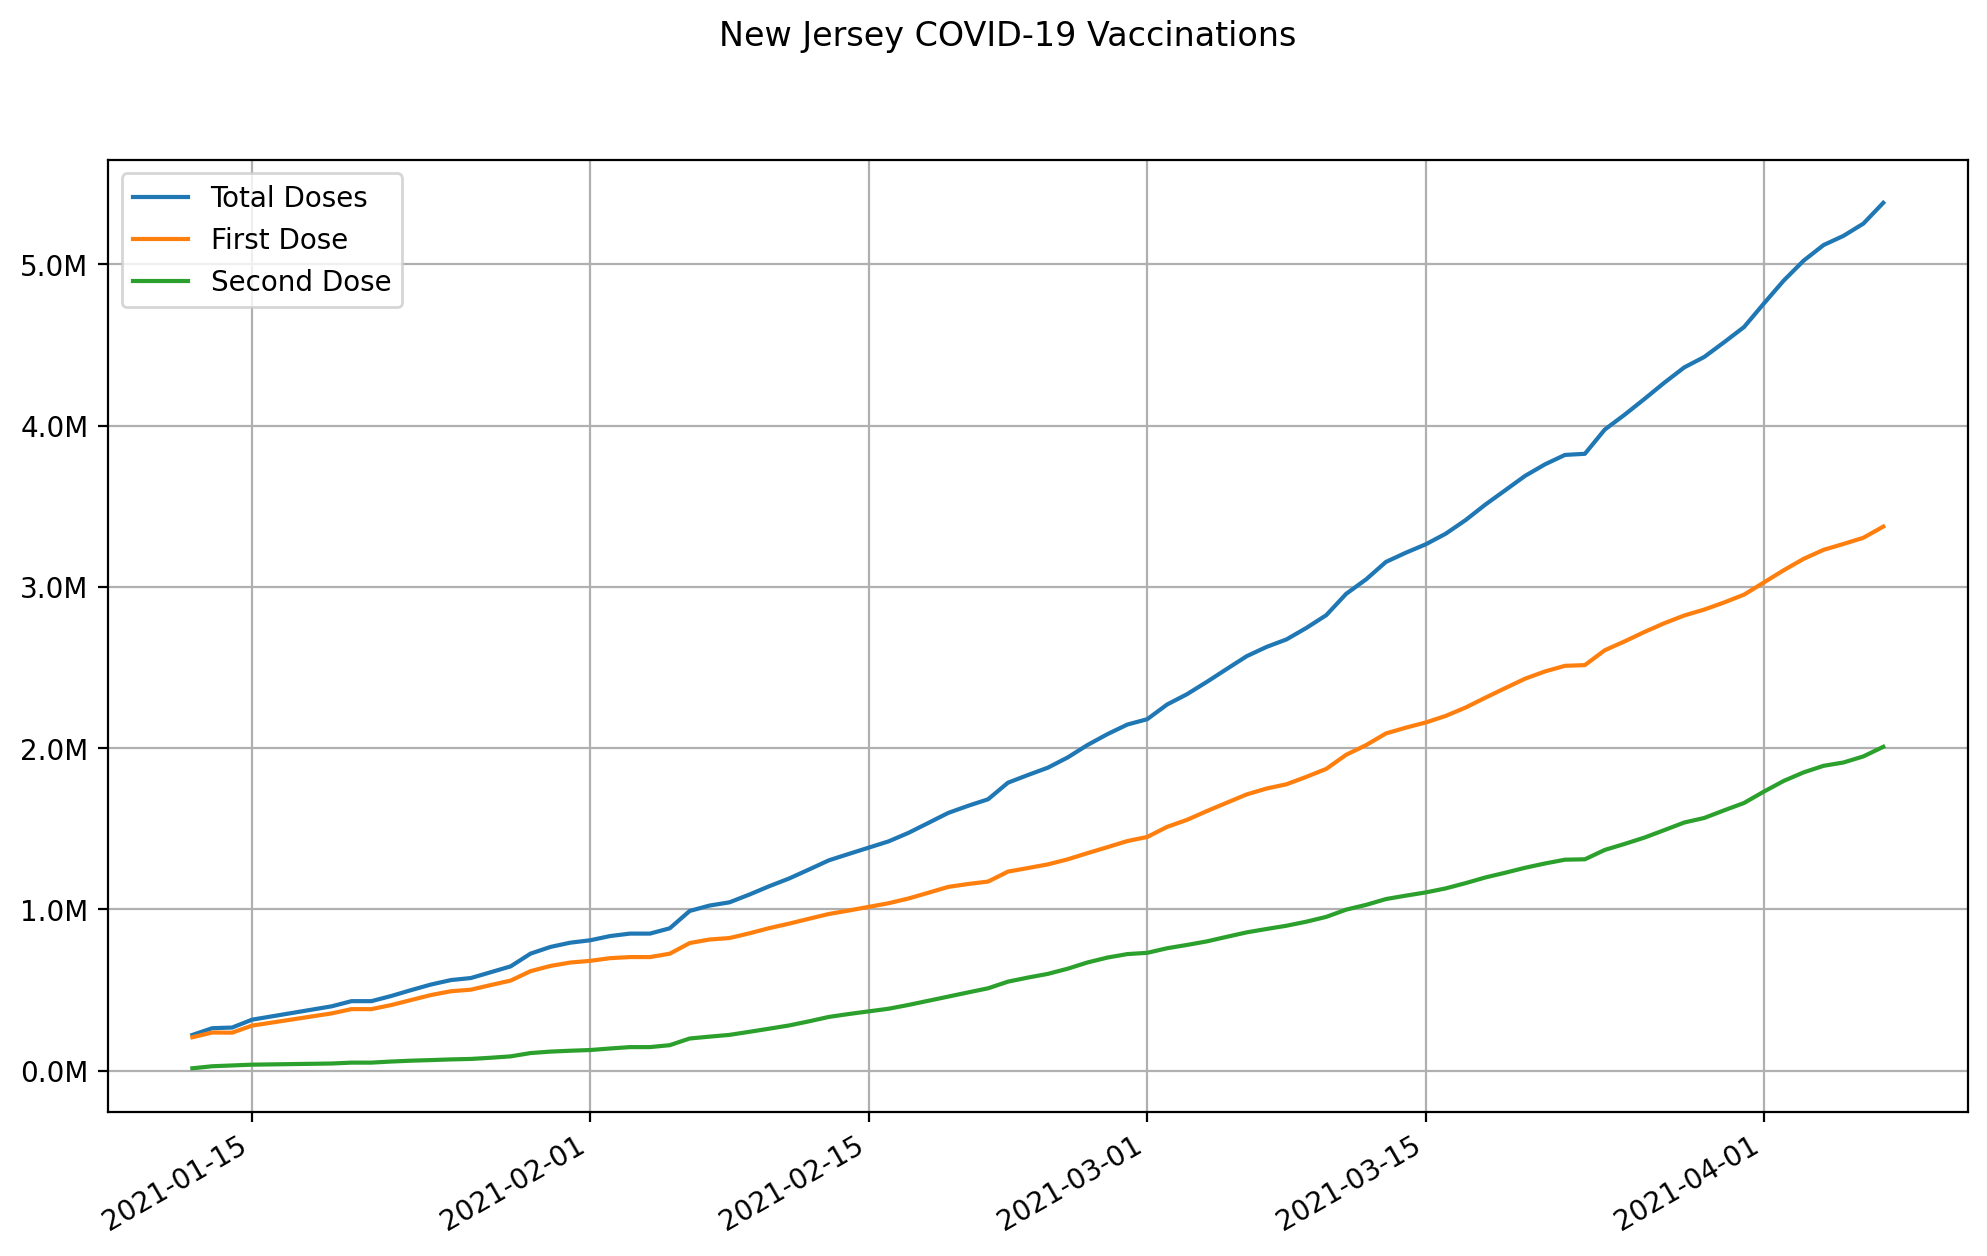 New Jersey COVID-19 Vaccinations
Total Doses
First Dose
Second Dose
5.0M
4.0M
3.0M
2.0M
1.0M
0.0M
2021-01-15
2021-02-01
2021-02-15
2021-03-01
2021-03-15
2021-04-01